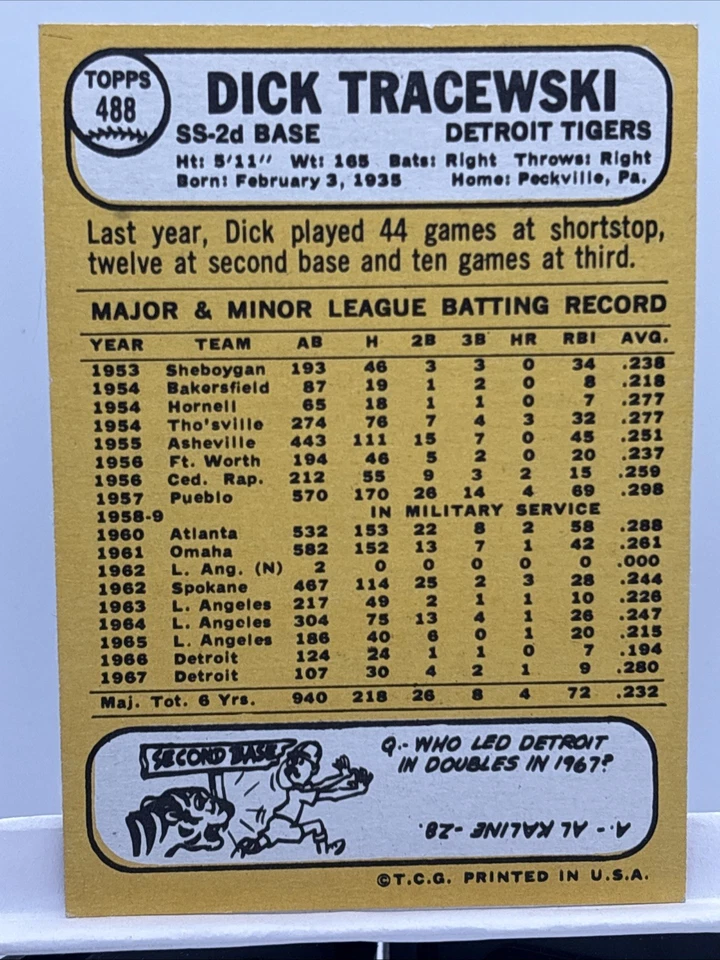 TOPPS
488
DICK TRACEWSKI
SS-2d BASE DETROIT TIGERS
Ht: 5'11" Wt: 165 Bats: Right Throws: Right
Born: February 3, 1935 Home: Peckville, Pa.
Last year, Dick played 44 games at shortstop,
twelve at second base and ten games at third.
MAJOR & MINOR LEAGUE BATTING RECORD
YEAR TEAM AB H 2B 3B HR RBI AVG.
1953 Sheboygan 193 46 3 3 0 34 .238
1954 Bakersfield 87 19 1 2 0 8 .218
1954 Hornell 65 18 1 1 0 7 .277
1954 Tho'sville 274 76 7 4 3 32 .277
1955 Asheville 443 111 15 7 0 45 .251
1956 Ft. Worth 194 46 5 2 0 20 .237
1956 Ced. Rap. 212 55 9 3 2 15 .259
1957 Pueblo 570 170 26 14 4 69 .298
1958-9 IN MILITARY SERVICE
1960 Atlanta 532 153 22 8 2 58 .288
1961 Omaha 582 152 13 7 1 42 .261
1962 L. Ang. (N) 2 0 0 0 0 0 .000
1962 Spokane 467 114 25 2 3 28 .244
1963 L. Angeles 217 49 2 1 1 10 .226
1964 L. Angeles 304 75 13 4 1 26 .247
1965 L. Angeles 186 40 6 0 1 20 .215
1966 Detroit 124 24 1 1 0 7 .194
1967 Detroit 107 30 4 2 1 9 .280
Maj. Tot. 6 Yrs. 940 218 26 8 4 72 .232
SECOND BASE
Q.- WHO LED DETROIT
IN DOUBLES IN 1967?
A.- AL KALINE -28.
©T.C.G. PRINTED IN U.S.A.